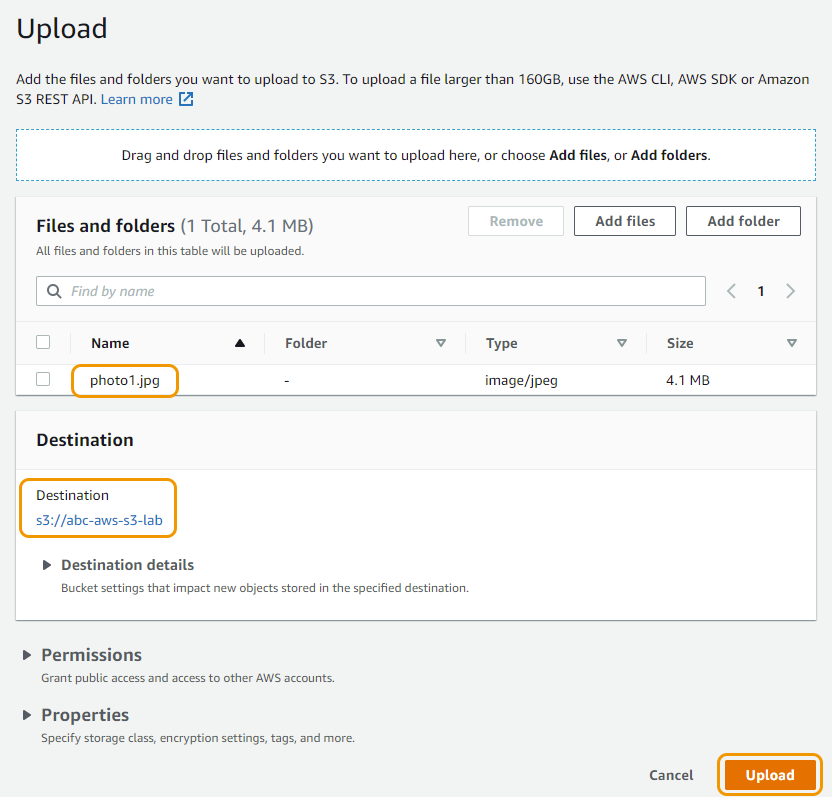 Upload
Add the files and folders you want to upload to S3. To upload a file larger than 160GB, use the AWS CLI, AWS SDK or Amazon
S3 REST API. Learn more
Drag and drop files and folders you want to upload here, or choose Add files, or Add folders.
Files and folders (1 Total, 4.1 MB)
Remove
Add files
Add folder
All files and folders in this table will be uploaded.
Find by name
1
Name
Folder
Type
Size
photo1.jpg
-
image/jpeg
4.1 MB
Destination
Destination
s3://abc-aws-s3-lab
Destination details
Bucket settings that impact new objects stored in the specified destination.
Permissions
Grant public access and access to other AWS accounts.
Properties
Specify storage class, encryption settings, tags, and more.
Cancel
Upload